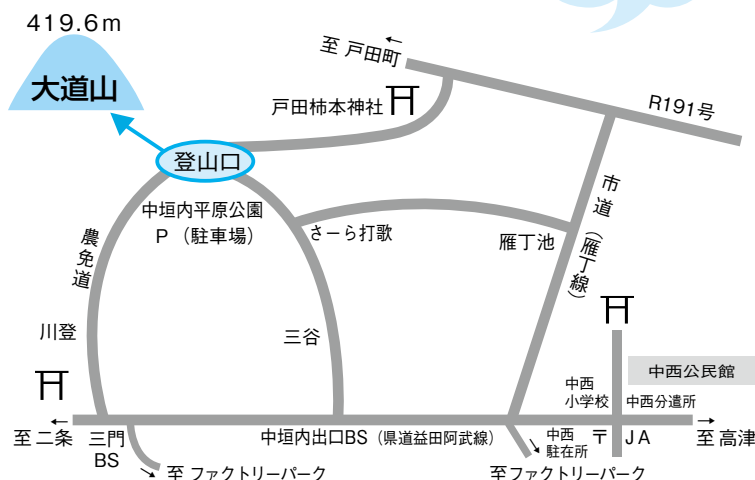 419.6m
大道山
至 戸田町
R191号
戸田柿本神社
登山口
中垣内平原公園
P （駐車場）
さーら打歌
雁丁池
市道（雁丁線）
農免道
川登
三谷
中西公民館
中西
小学校
中西分遣所
至 二条
三門
BS
中垣内出口BS（県道益田阿武線）
中西
駐在所
〒
JA
至 高津
至 ファクトリーパーク
至ファクトリーパーク